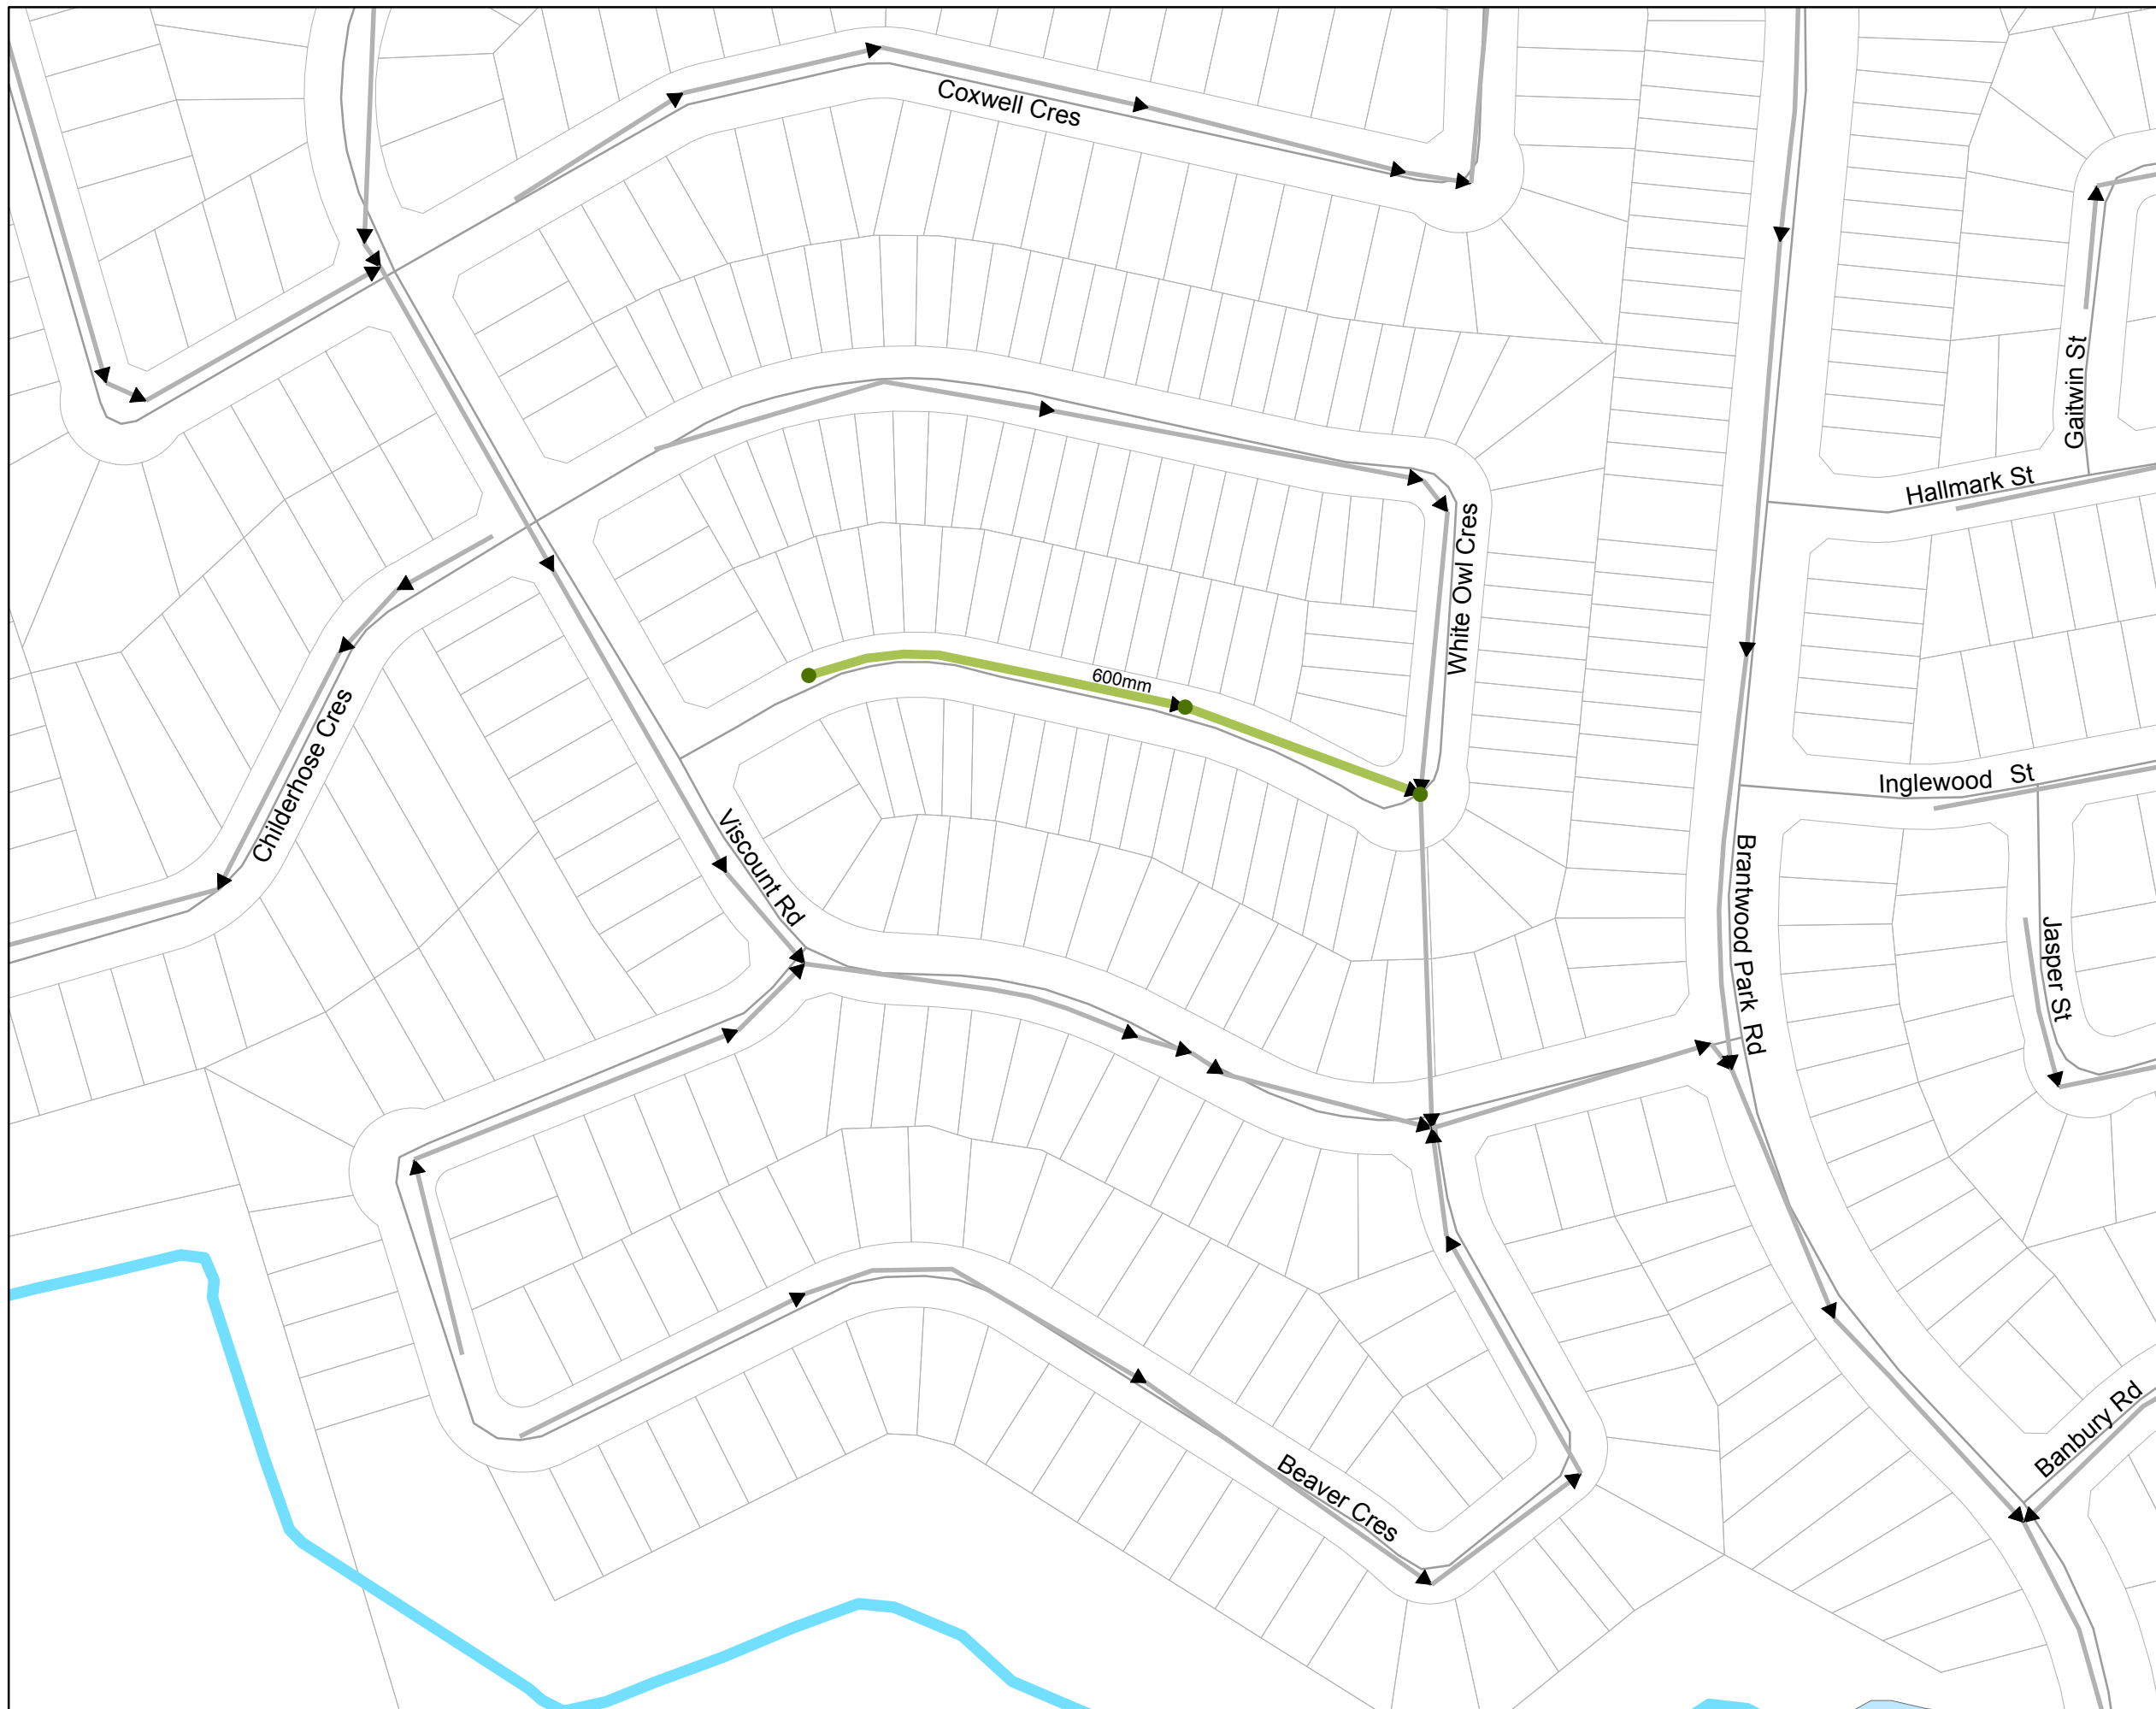 Coxwell Cres
Gaitwin St
Hallmark St
White Owl Cres
600mm
Childerhose Cres
Inglewood St
Viscount Rd
Brantwood Park Rd
Jasper St
Banbury Rd
Beaver Cres